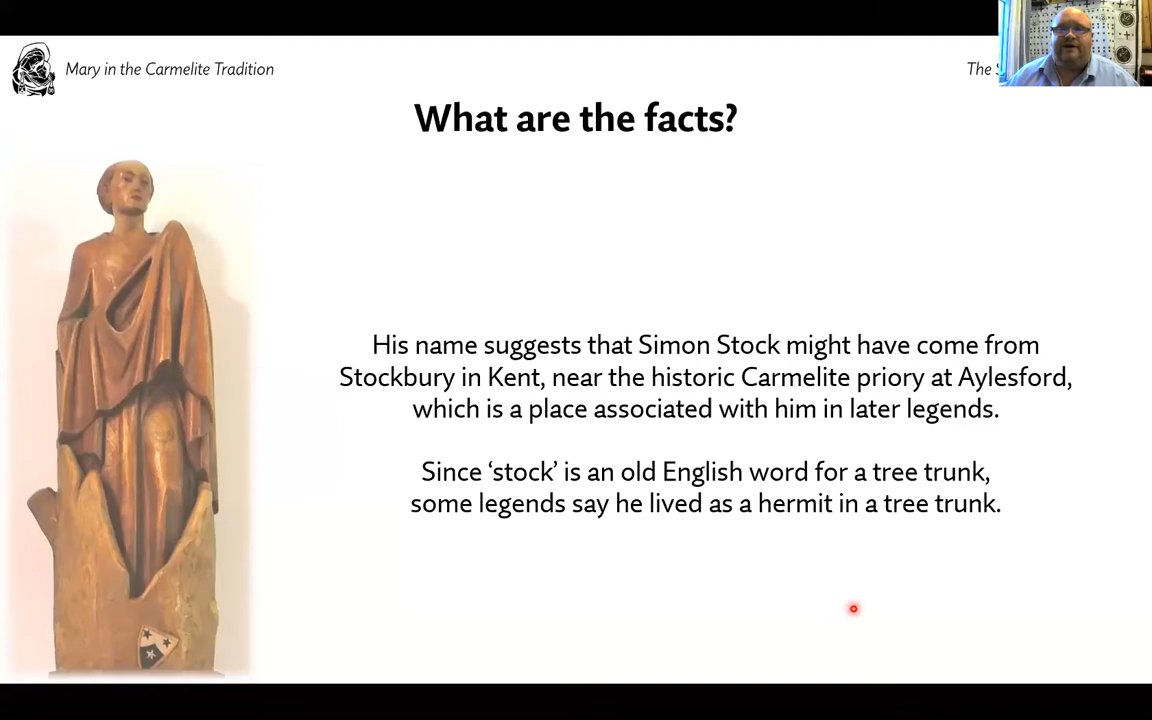 Mary in the Carmelite Tradition
The
What are the facts?
His name suggests that Simon Stock might have come from
Stockbury in Kent, near the historic Carmelite priory at Aylesford,
which is a place associated with him in later legends.
Since ‘stock’ is an old English word for a tree trunk,
some legends say he lived as a hermit in a tree trunk.